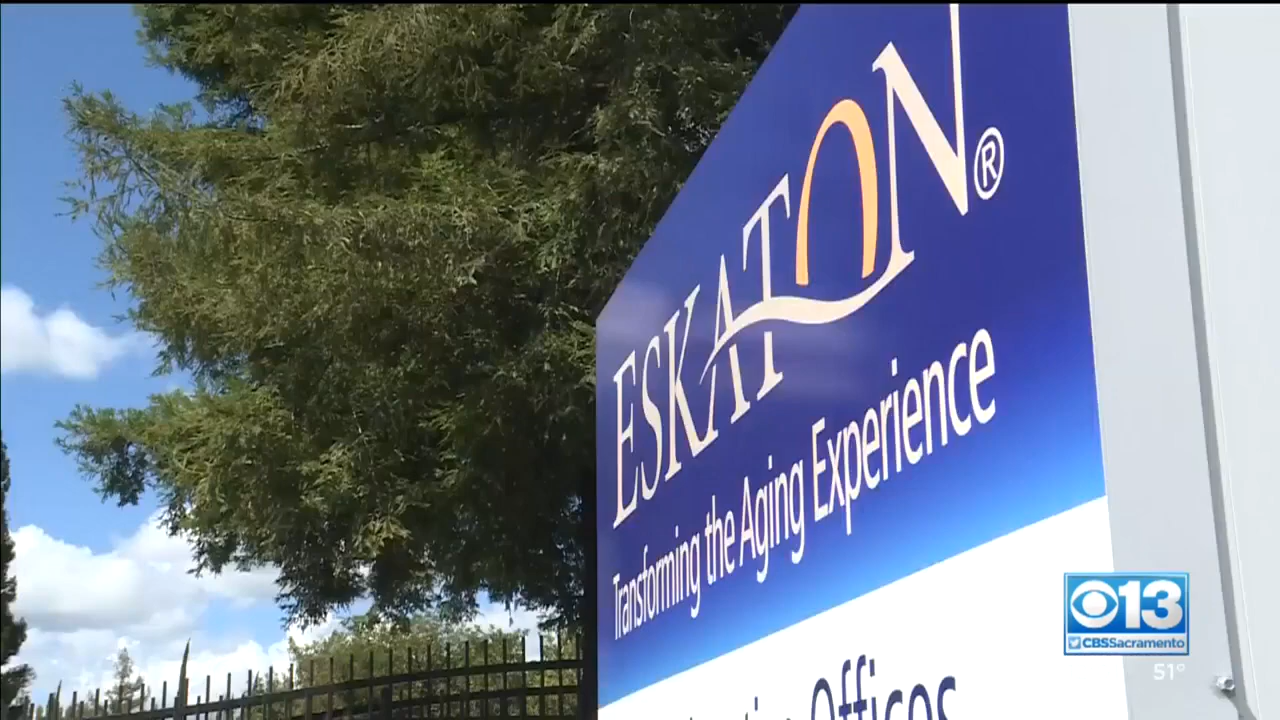 ESKATON®
Transforming the Aging Experience
Offices
CBS 13
CBSSacramento
51°